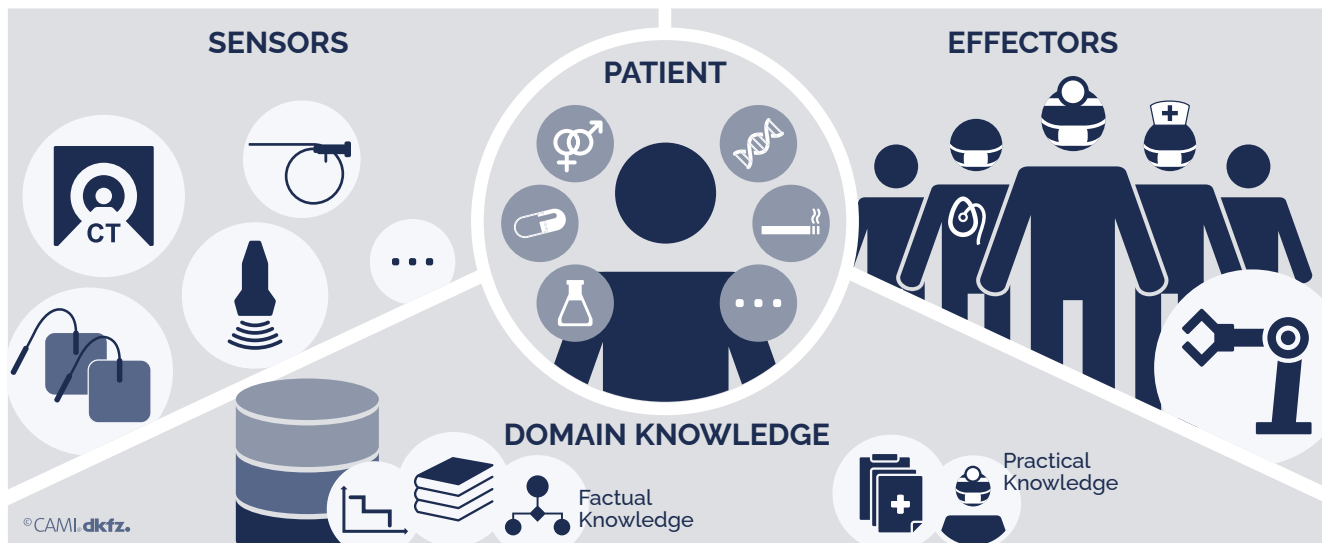 SENSORS
PATIENT
EFFECTORS
CT
DOMAIN KNOWLEDGE
Factual
Knowledge
Practical
Knowledge
©CAMI.dkfz.